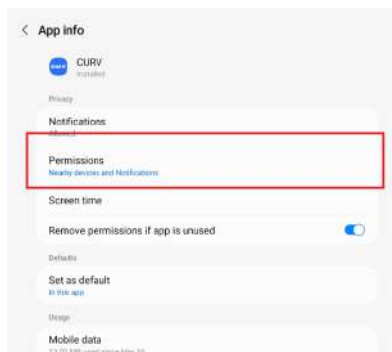 App info
CURV
Installed
Privacy
Notifications
Allowed
Permissions
Nearby devices and Notifications
Screen time
Remove permissions if app is unused
Defaults
Set as default
In this app
Usage
Mobile data